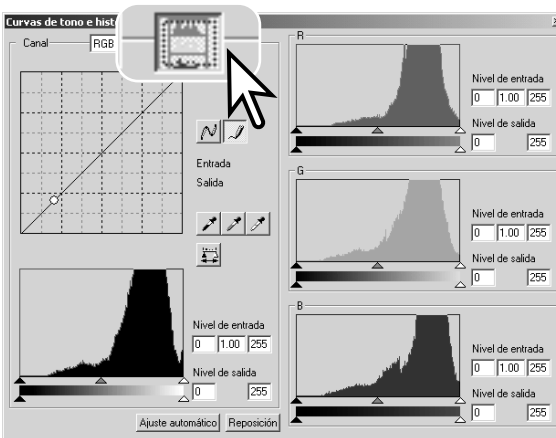 Curvas de tono e hist
Canal RGB
Entrada
Salida
Nivel de entrada
0 1.00 255
Nivel de salida
0 255
Ajuste automático Reposición
R
Nivel de entrada
0 1.00 255
Nivel de salida
0 255
G
Nivel de entrada
0 1.00 255
Nivel de salida
0 255
B
Nivel de entrada
0 1.00 255
Nivel de salida
0 255